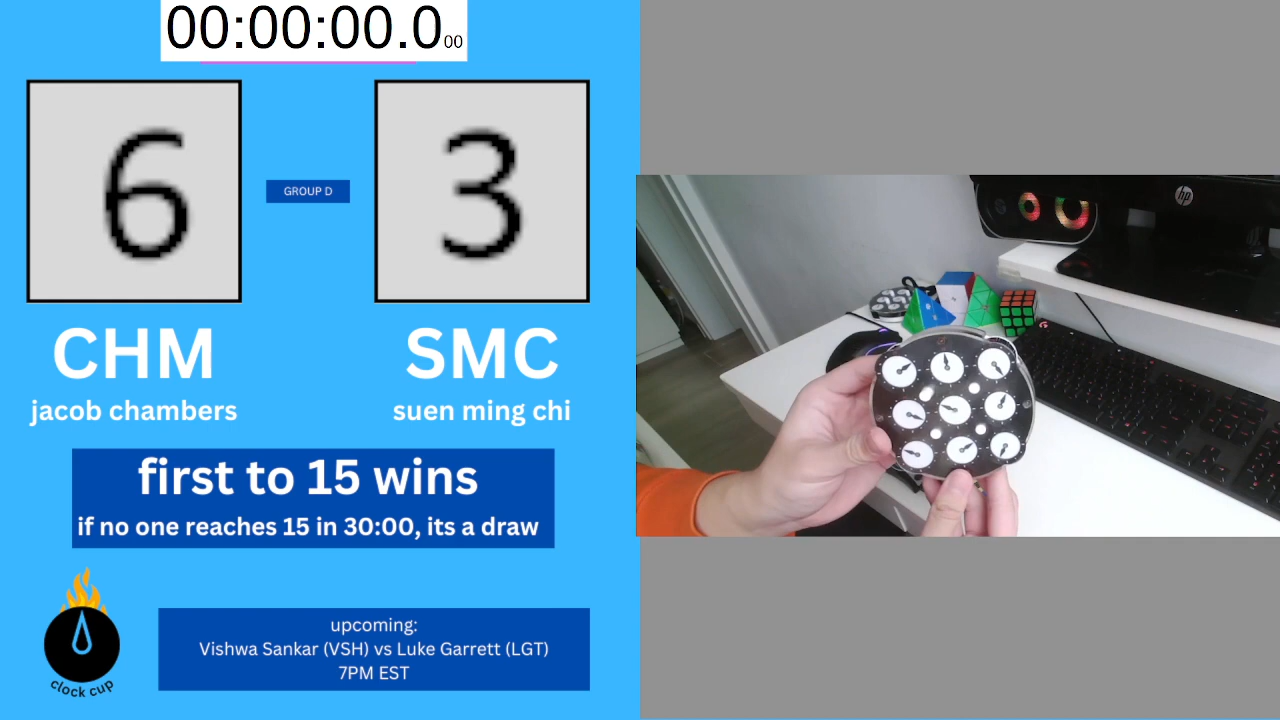 00:00:00.000
6
GROUP D
3
CHM
SMC
jacob chambers
suen ming chi
first to 15 wins
if no one reaches 15 in 30:00, its a draw
clock cup
upcoming:
Vishwa Sankar (VSH) vs Luke Garrett (LGT)
7PM EST
hp